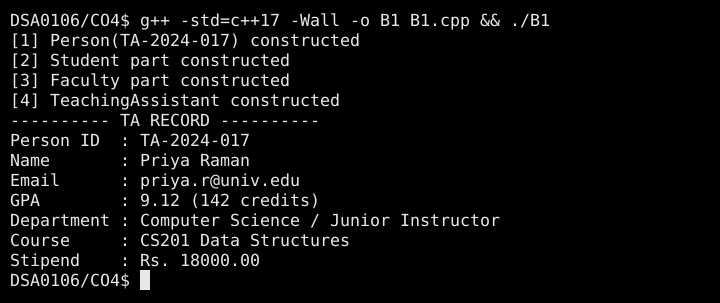 DSA0106/CO4$ g++ -std=c++17 -Wall -o B1 B1.cpp && ./B1
[1] Person(TA-2024-017) constructed
[2] Student part constructed
[3] Faculty part constructed
[4] TeachingAssistant constructed
---------- TA RECORD ----------
Person ID  : TA-2024-017
Name       : Priya Raman
Email      : priya.r@univ.edu
GPA        : 9.12 (142 credits)
Department : Computer Science / Junior Instructor
Course     : CS201 Data Structures
Stipend    : Rs. 18000.00
DSA0106/CO4$